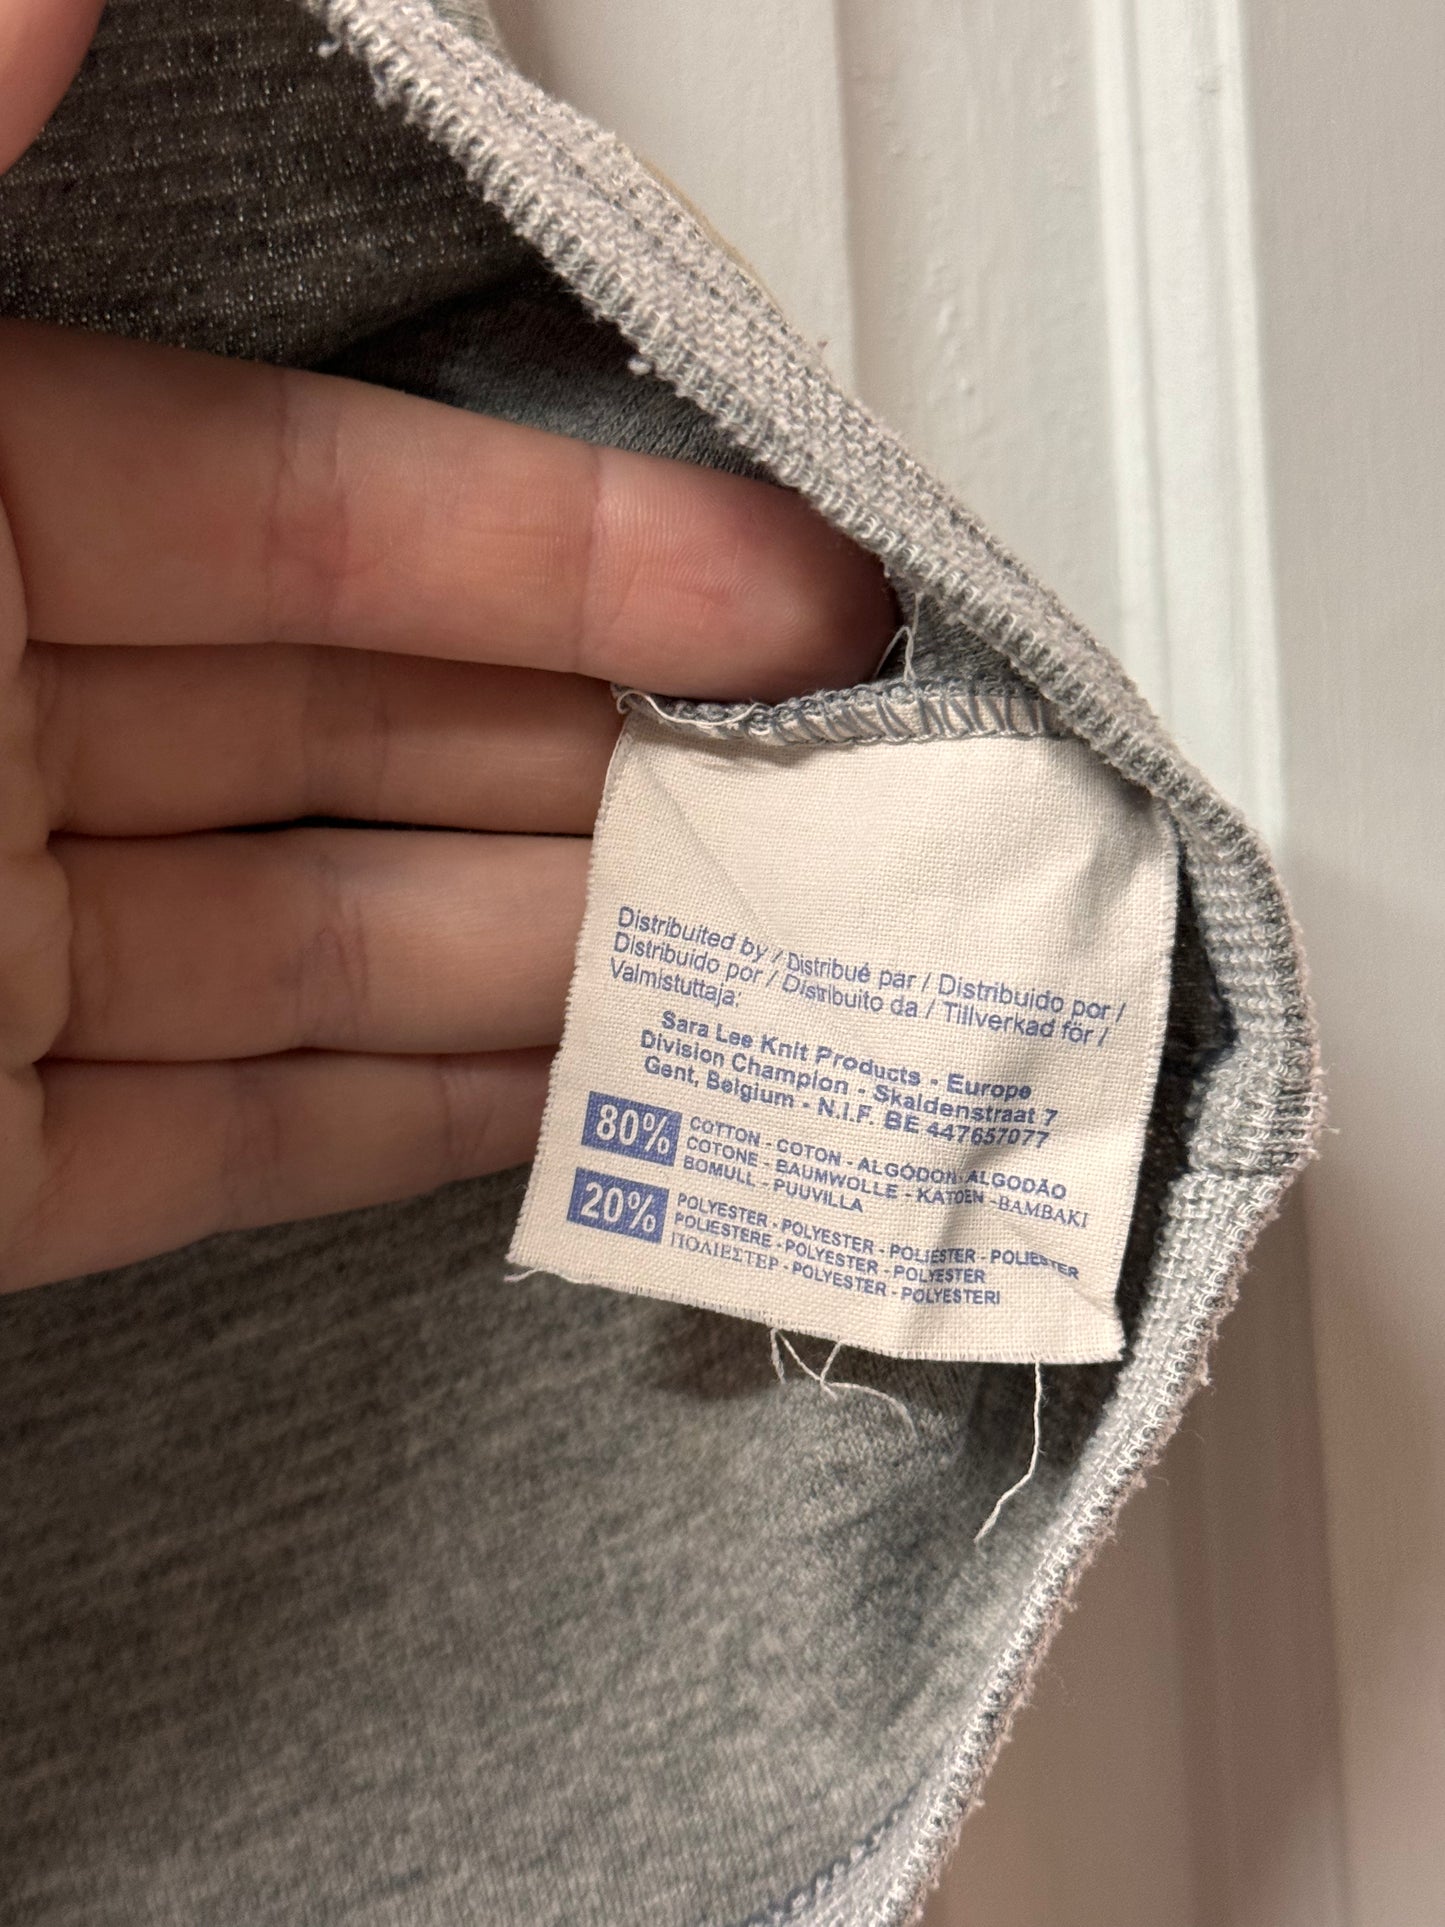 Distribuited by / Distribué par / Distribuido por /
Distribuido por / Distribuito da / Tillverkad för /
Valmistuttaja:
Sara Lee Knit Products - Europe
Division Champion - Skaldenstraat 7
Gent, Belgium - N.I.F. BE 447657077
80% COTTON - COTON - ALGODON - ALGODÃO
COTONE - BAUMWOLLE - KATOEN - BAMBAKI
BOMULL - PUUVILLA
20% POLYESTER - POLYESTER - POLIESTER - POLIESTER
POLIESTERE - POLYESTER - POLYESTER
ΠΟΛΙΕΣΤΕΡ - POLYESTER - POLYESTERI